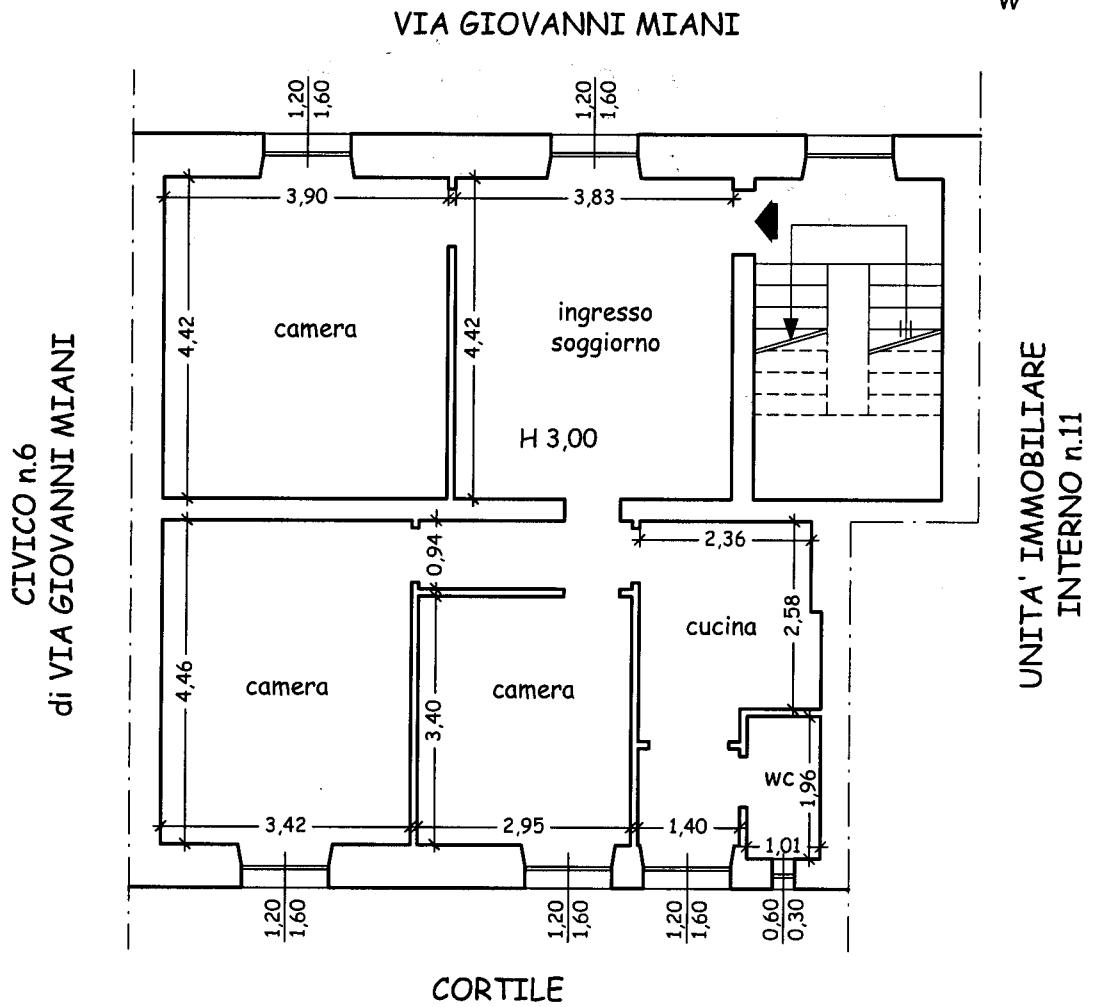 W
VIA GIOVANNI MIANI
1,20
1,60
1,20
1,60
3,90
3,83
4,42
camera
4,42
ingresso
soggiorno
H 3,00
CIVICO n.6
di VIA GIOVANNI MIANI
UNITA' IMMOBILIARE
INTERNO n.11
0,94
2,36
4,46
camera
3,40
camera
cucina
2,58
wc
1,96
3,42
2,95
1,40
1,01
1,20
1,60
1,20
1,60
1,20
1,60
0,60
0,30
CORTILE